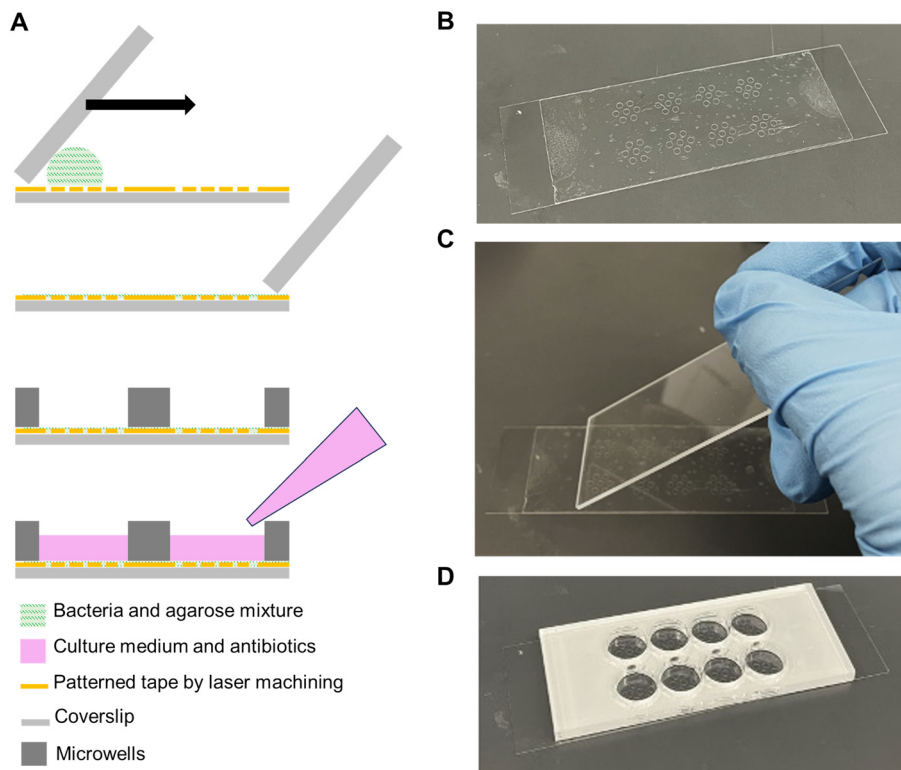 A
B
C
D
Bacteria and agarose mixture
Culture medium and antibiotics
Patterned tape by laser machining
Coverslip
Microwells